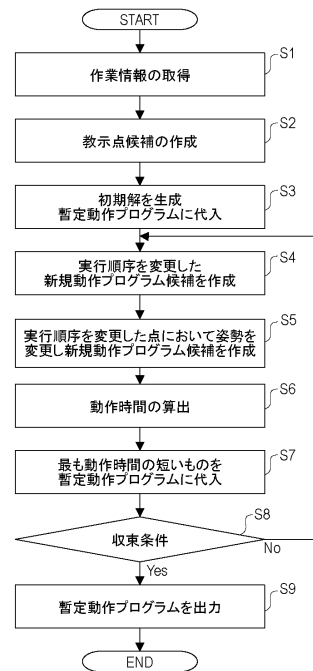 START
S1
作業情報の取得
S2
教示点候補の作成
S3
初期解を生成
暫定動作プログラムに代入
S4
実行順序を変更した
新規動作プログラム候補を作成
S5
実行順序を変更した点において姿勢を
変更し新規動作プログラム候補を作成
S6
動作時間の算出
S7
最も動作時間の短いものを
暫定動作プログラムに代入
S8
収束条件
No
Yes
S9
暫定動作プログラムを出力
END